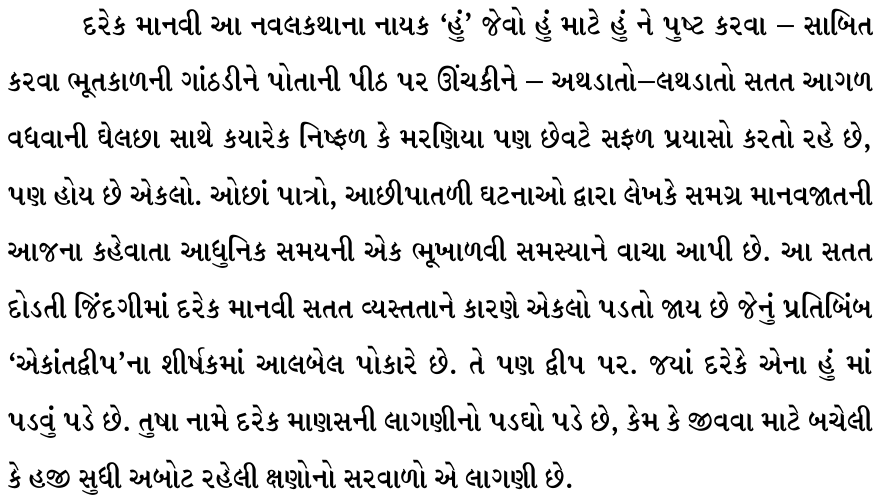 દરેક માનવી આ નવલકથાના નાયક ‘હું’ જેવો હું માટે હું ને પુષ્ટ કરવા – સાબિત
કરવા ભૂતકાળની ગાંઠડીને પોતાની પીઠ પર ઊંચકીને – અથડાતો–લથડાતો સતત આગળ
વધવાની ઘેલછા સાથે કયારેક નિષ્ફળ કે મરણિયા પણ છેવટે સફળ પ્રયાસો કરતો રહે છે,
પણ હોય છે એકલો. ઓછાં પાત્રો, આછીપાતળી ઘટનાઓ દ્વારા લેખકે સમગ્ર માનવજાતની
આજના કહેવાતા આધુનિક સમયની એક ભૂખાળવી સમસ્યાને વાચા આપી છે. આ સતત
દોડતી જિંદગીમાં દરેક માનવી સતત વ્યસ્તતાને કારણે એકલો પડતો જાય છે જેનું પ્રતિબિંબ
‘એકાંતદ્વીપ’ના શીર્ષકમાં આલબેલ પોકારે છે. તે પણ દ્વીપ પર. જયાં દરેકે એના હું માં
પડવું પડે છે. તુષા નામે દરેક માણસની લાગણીનો પડઘો પડે છે, કેમ કે જીવવા માટે બચેલી
કે હજી સુધી અબોટ રહેલી ક્ષણોનો સરવાળો એ લાગણી છે.